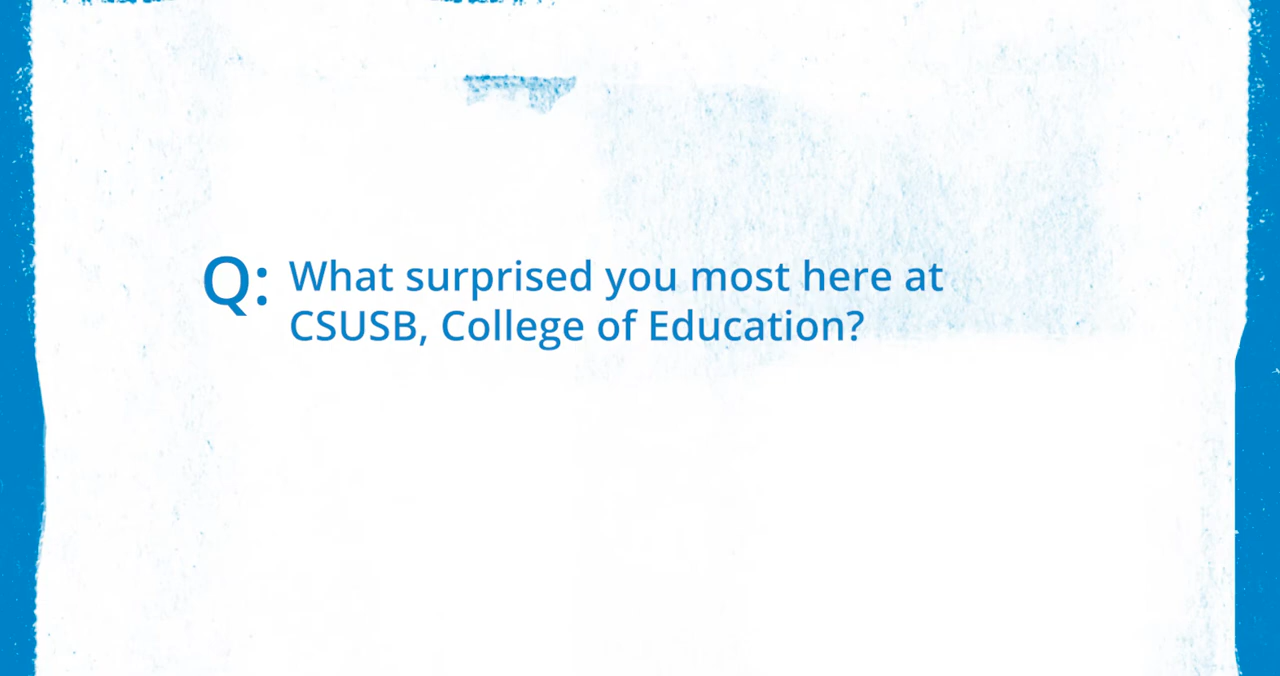 Q: What surprised you most here at
CSUSB, College of Education?